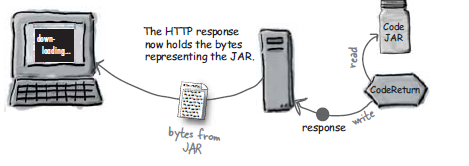 down-
loading...
The HTTP response
now holds the bytes
representing the JAR.
bytes from
JAR
Code
JAR
read
CodeReturn
write
response